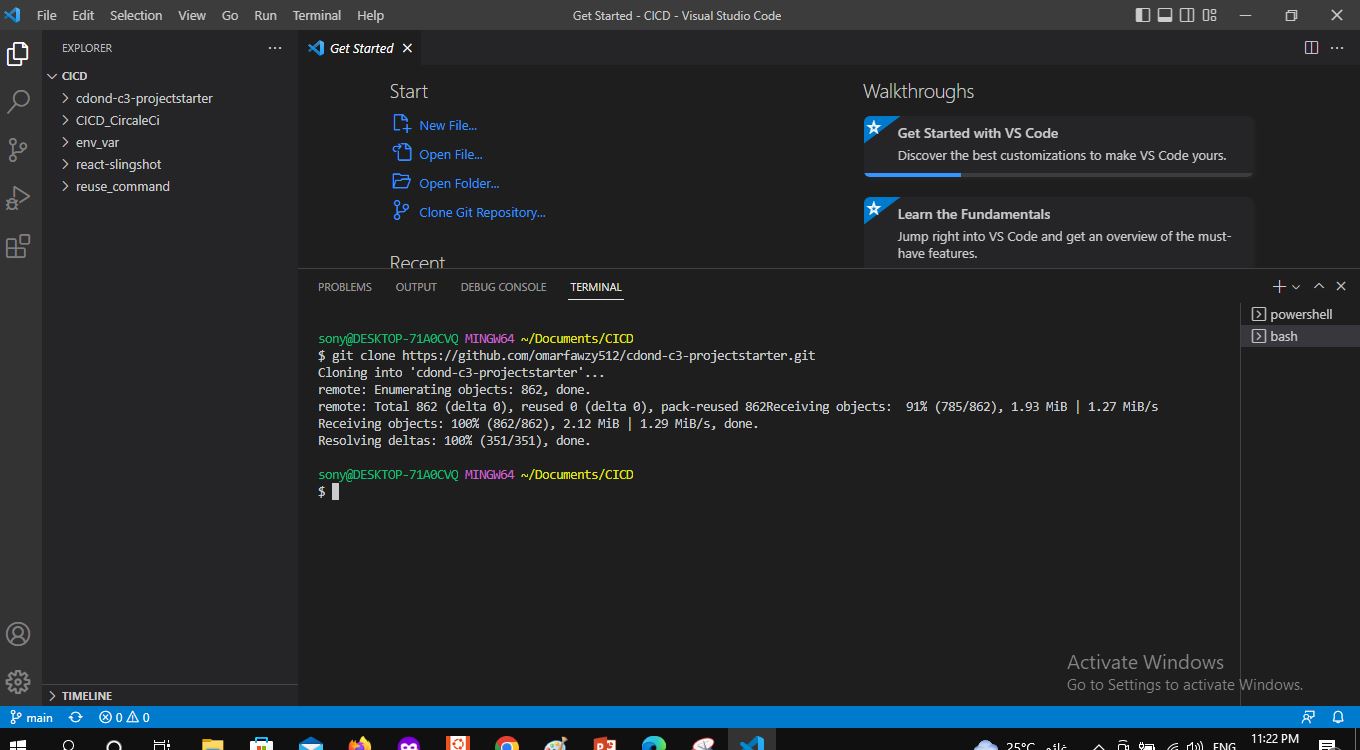 File Edit Selection View Go Run Terminal Help
Get Started - CICD - Visual Studio Code
EXPLORER
CICD
cdond-c3-projectstarter
CICD_CircaleCi
env_var
react-slingshot
reuse_command
TIMELINE
Get Started
Start
New File...
Open File...
Open Folder...
Clone Git Repository...
Recent
Walkthroughs
Get Started with VS Code
Discover the best customizations to make VS Code yours.
Learn the Fundamentals
Jump right into VS Code and get an overview of the must-
have features.
PROBLEMS OUTPUT DEBUG CONSOLE TERMINAL
powershell
bash
sony@DESKTOP-71A0CVQ MINGW64 ~/Documents/CICD
$ git clone https://github.com/omarfawzy512/cdond-c3-projectstarter.git
Cloning into 'cdond-c3-projectstarter'...
remote: Enumerating objects: 862, done.
remote: Total 862 (delta 0), reused 0 (delta 0), pack-reused 862Receiving objects:  91% (785/862), 1.93 MiB | 1.27 MiB/s
Receiving objects: 100% (862/862), 2.12 MiB | 1.29 MiB/s, done.
Resolving deltas: 100% (351/351), done.
sony@DESKTOP-71A0CVQ MINGW64 ~/Documents/CICD
$
Activate Windows
Go to Settings to activate Windows.
main 0 0
25°C ENG 11:22 PM